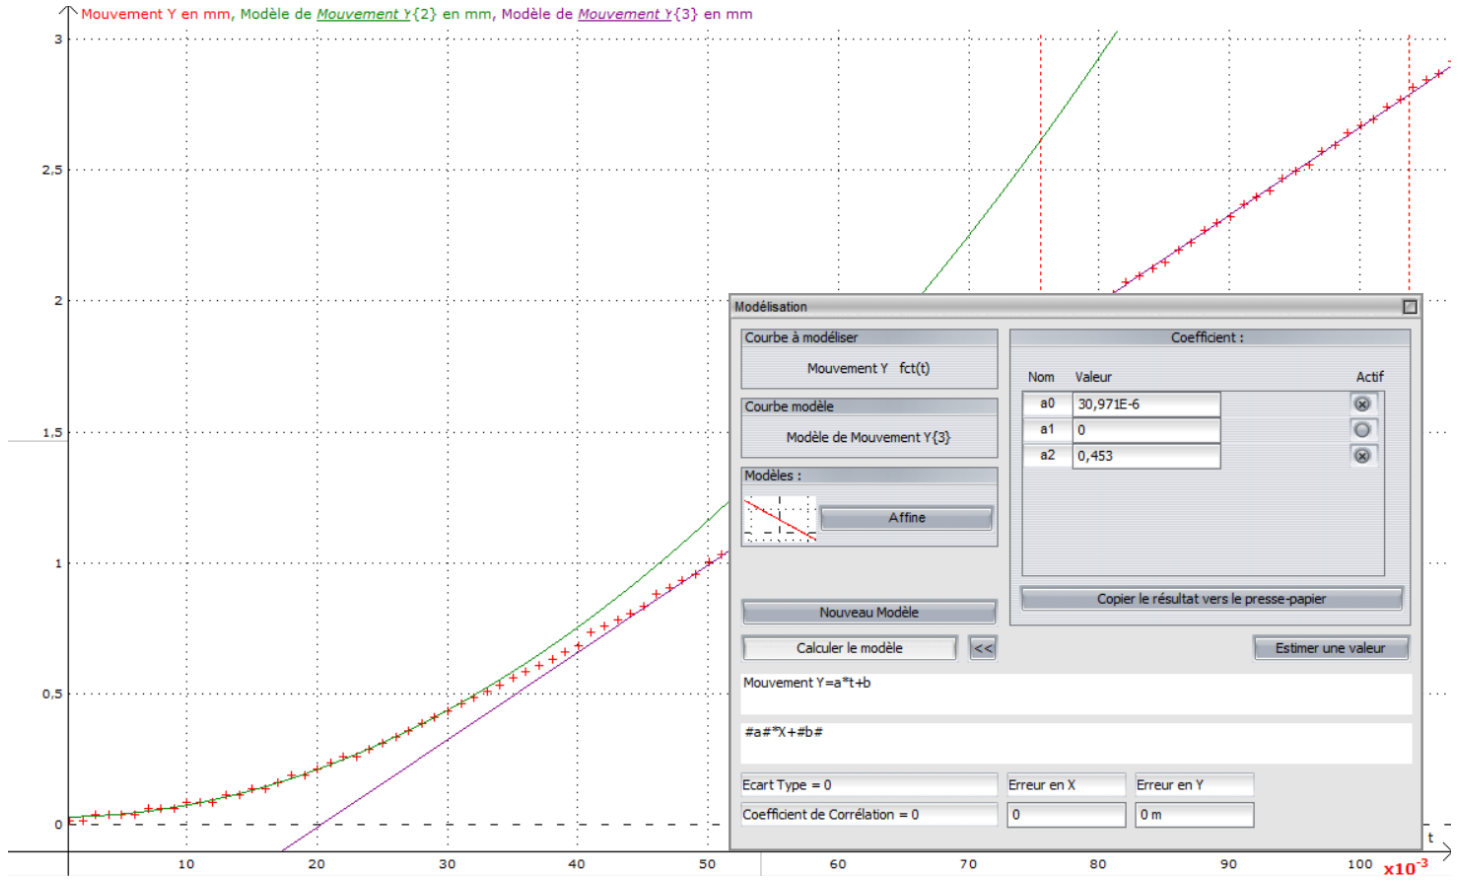 Mouvement Y en mm, Modèle de Mouvement Y{2} en mm, Modèle de Mouvement Y{3} en mm
3
2,5
2
1,5
1
0,5
0
10 20 30 40 50 60 70 80 90 100 x10-3
t
Modélisation
Courbe à modéliser
Mouvement Y fct(t)
Courbe modèle
Modèle de Mouvement Y{3}
Modèles :
Affine
Nouveau Modèle
Calculer le modèle <<
Coefficient :
Nom Valeur Actif
a0 30,971E-6
a1 0
a2 0,453
Copier le résultat vers le presse-papier
Estimer une valeur
Mouvement Y=a*t+b
#a#*X+#b#
Ecart Type = 0 Erreur en X Erreur en Y
Coefficient de Corrélation = 0 0 0 m